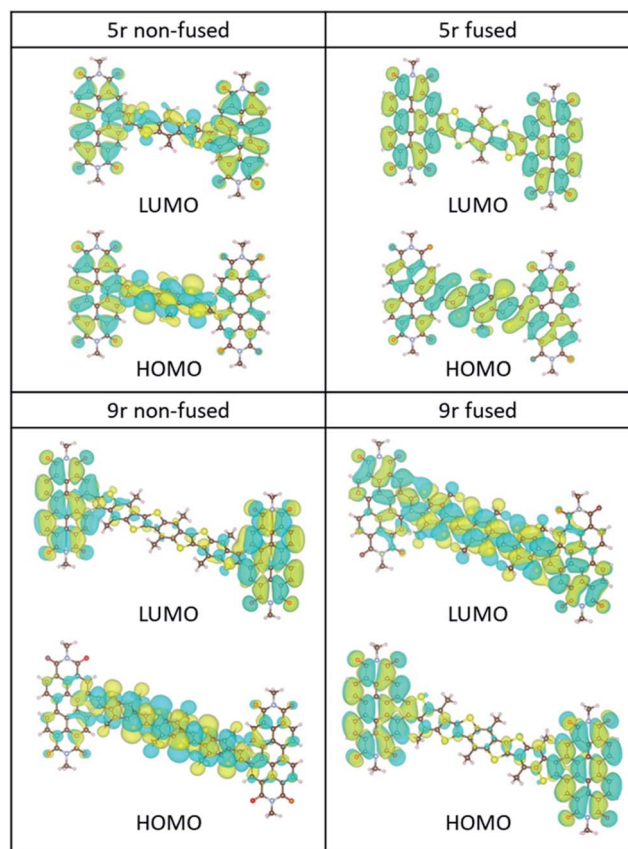 5r non-fused
5r fused
LUMO
LUMO
HOMO
HOMO
9r non-fused
9r fused
LUMO
LUMO
HOMO
HOMO